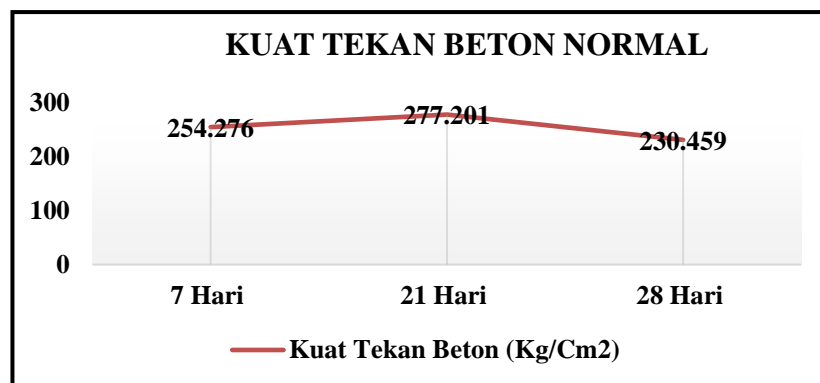 KUAT TEKAN BETON NORMAL
300
200
100
0
254.276
277.201
230.459
7 Hari
21 Hari
28 Hari
Kuat Tekan Beton (Kg/Cm2)